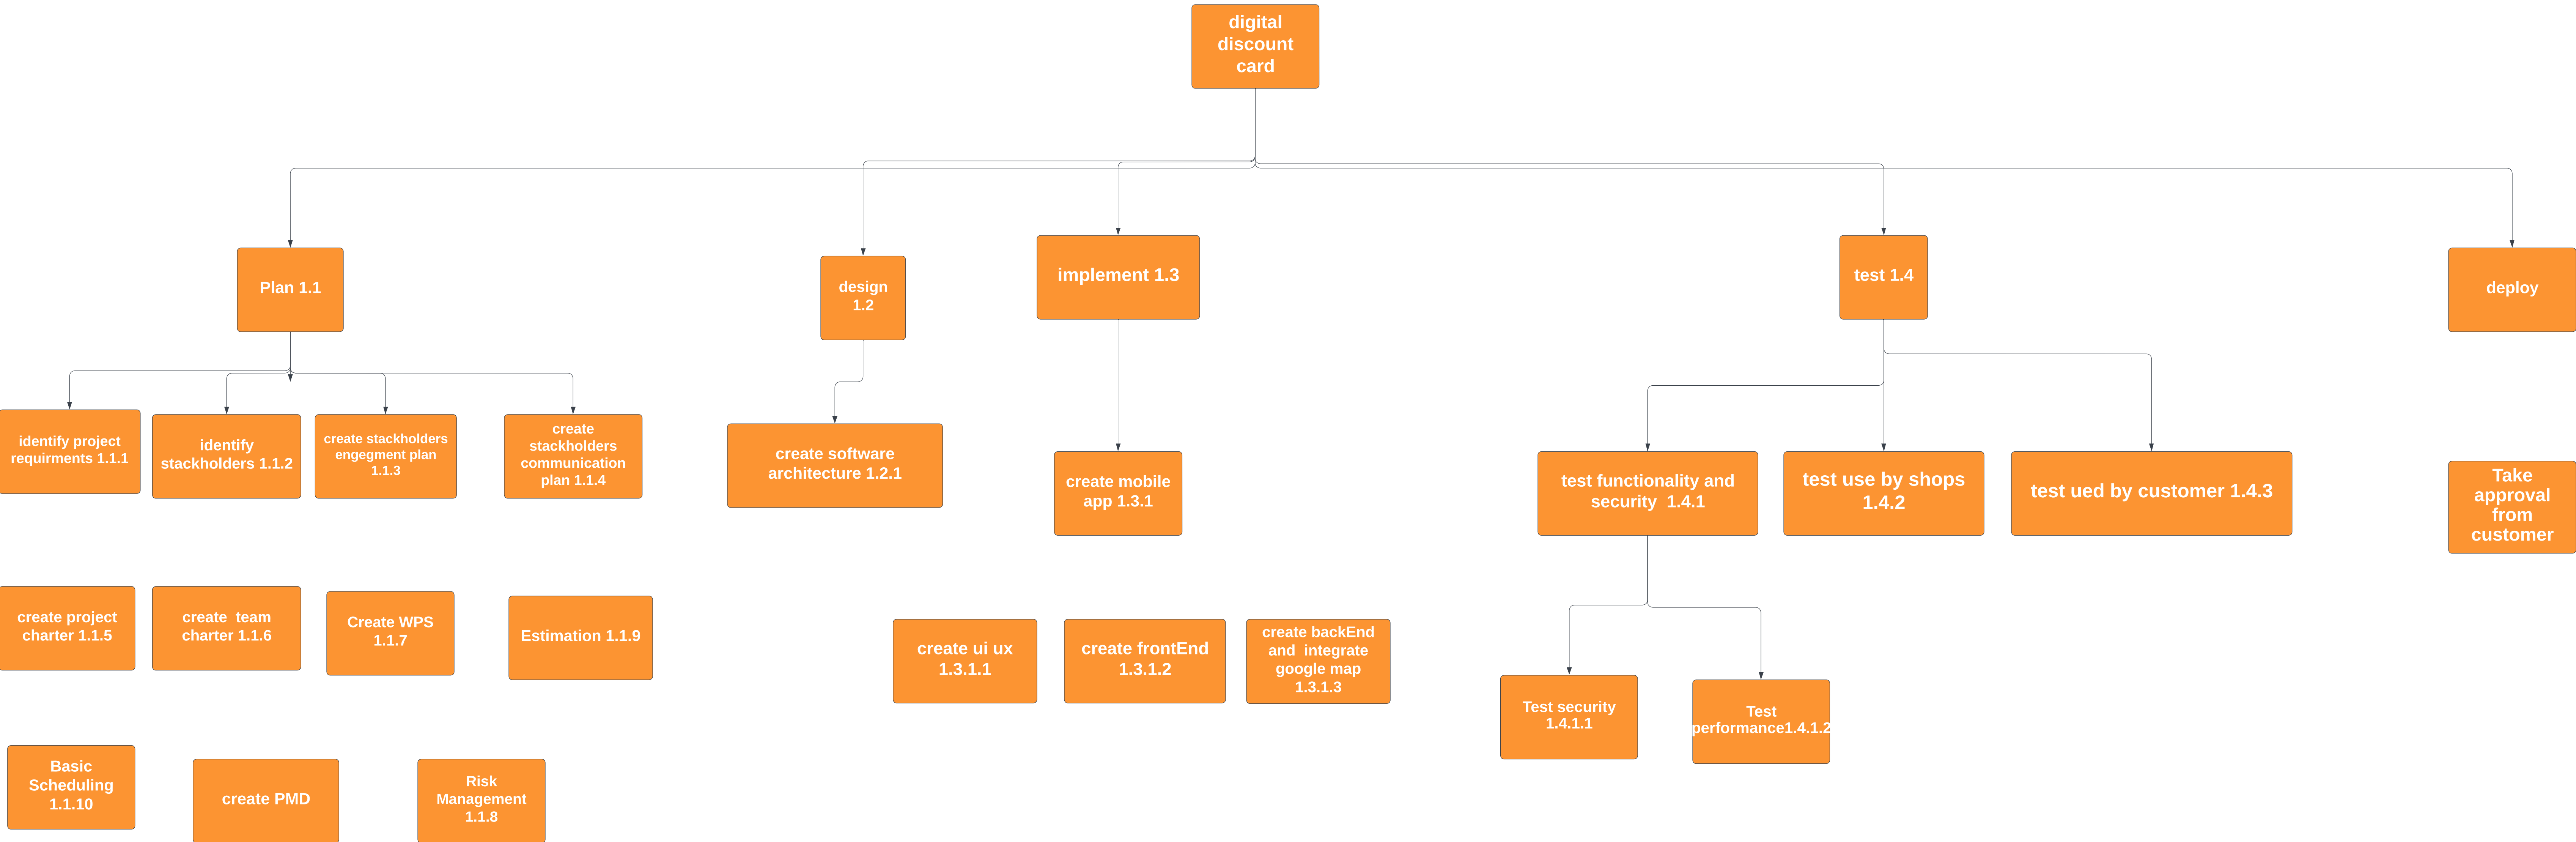 digital
discount
card
Plan 1.1
design
1.2
implement 1.3
test 1.4
deploy
identify project
requirments 1.1.1
identify
stackholders 1.1.2
create stackholders
engegment plan
1.1.3
create
stackholders
communication
plan 1.1.4
create software
architecture 1.2.1
create mobile
app 1.3.1
test functionality and
security  1.4.1
test use by shops
1.4.2
test ued by customer 1.4.3
Take
approval
from
customer
create project
charter 1.1.5
create  team
charter 1.1.6
Create WPS
1.1.7
Estimation 1.1.9
create ui ux
1.3.1.1
create frontEnd
1.3.1.2
create backEnd
and  integrate
google map
1.3.1.3
Test security
1.4.1.1
Test
performance1.4.1.2
Basic
Scheduling
1.1.10
create PMD
Risk
Management
1.1.8